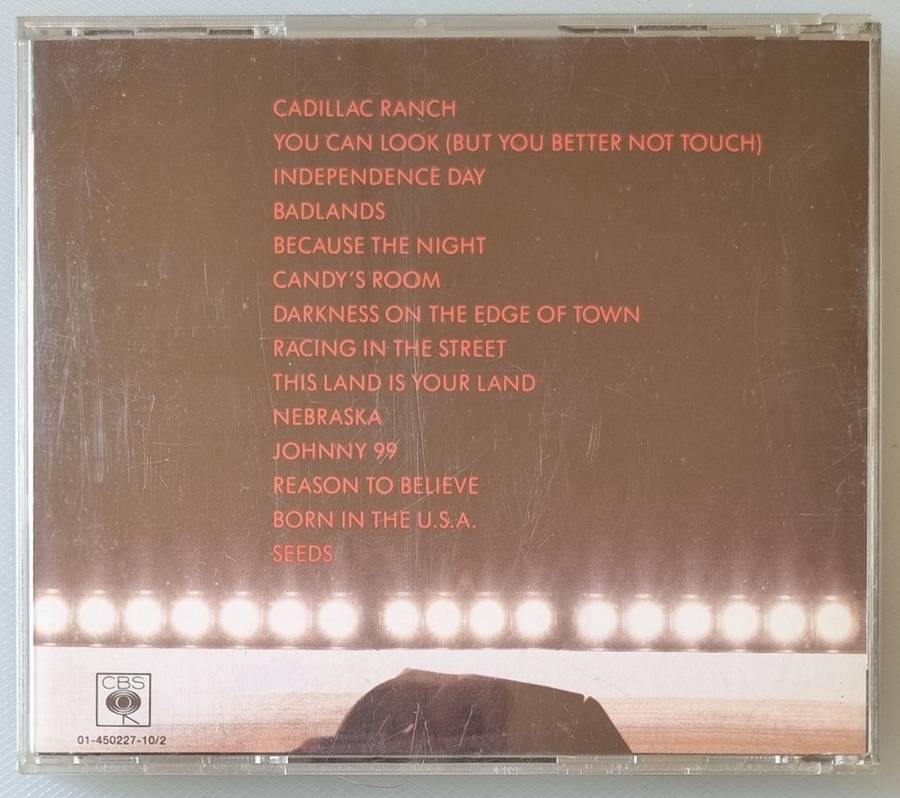 CADILLAC RANCH
YOU CAN LOOK (BUT YOU BETTER NOT TOUCH)
INDEPENDENCE DAY
BADLANDS
BECAUSE THE NIGHT
CANDY'S ROOM
DARKNESS ON THE EDGE OF TOWN
RACING IN THE STREET
THIS LAND IS YOUR LAND
NEBRASKA
JOHNNY 99
REASON TO BELIEVE
BORN IN THE U.S.A.
SEEDS
CBS
01-450227-10/2